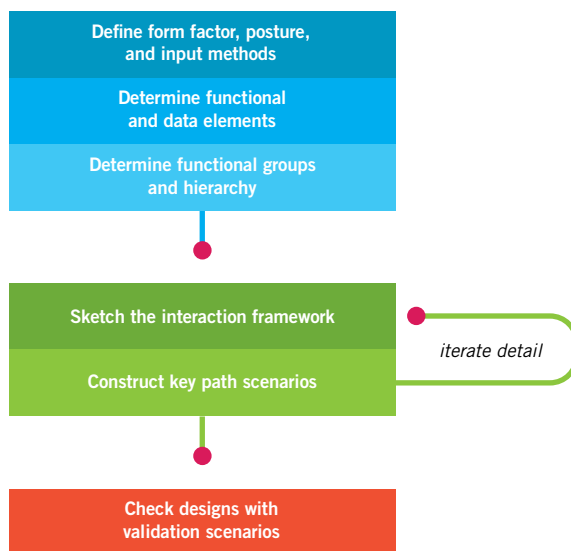 Define form factor, posture,
and input methods
Determine functional
and data elements
Determine functional groups
and hierarchy
Sketch the interaction framework
iterate detail
Construct key path scenarios
Check designs with
validation scenarios